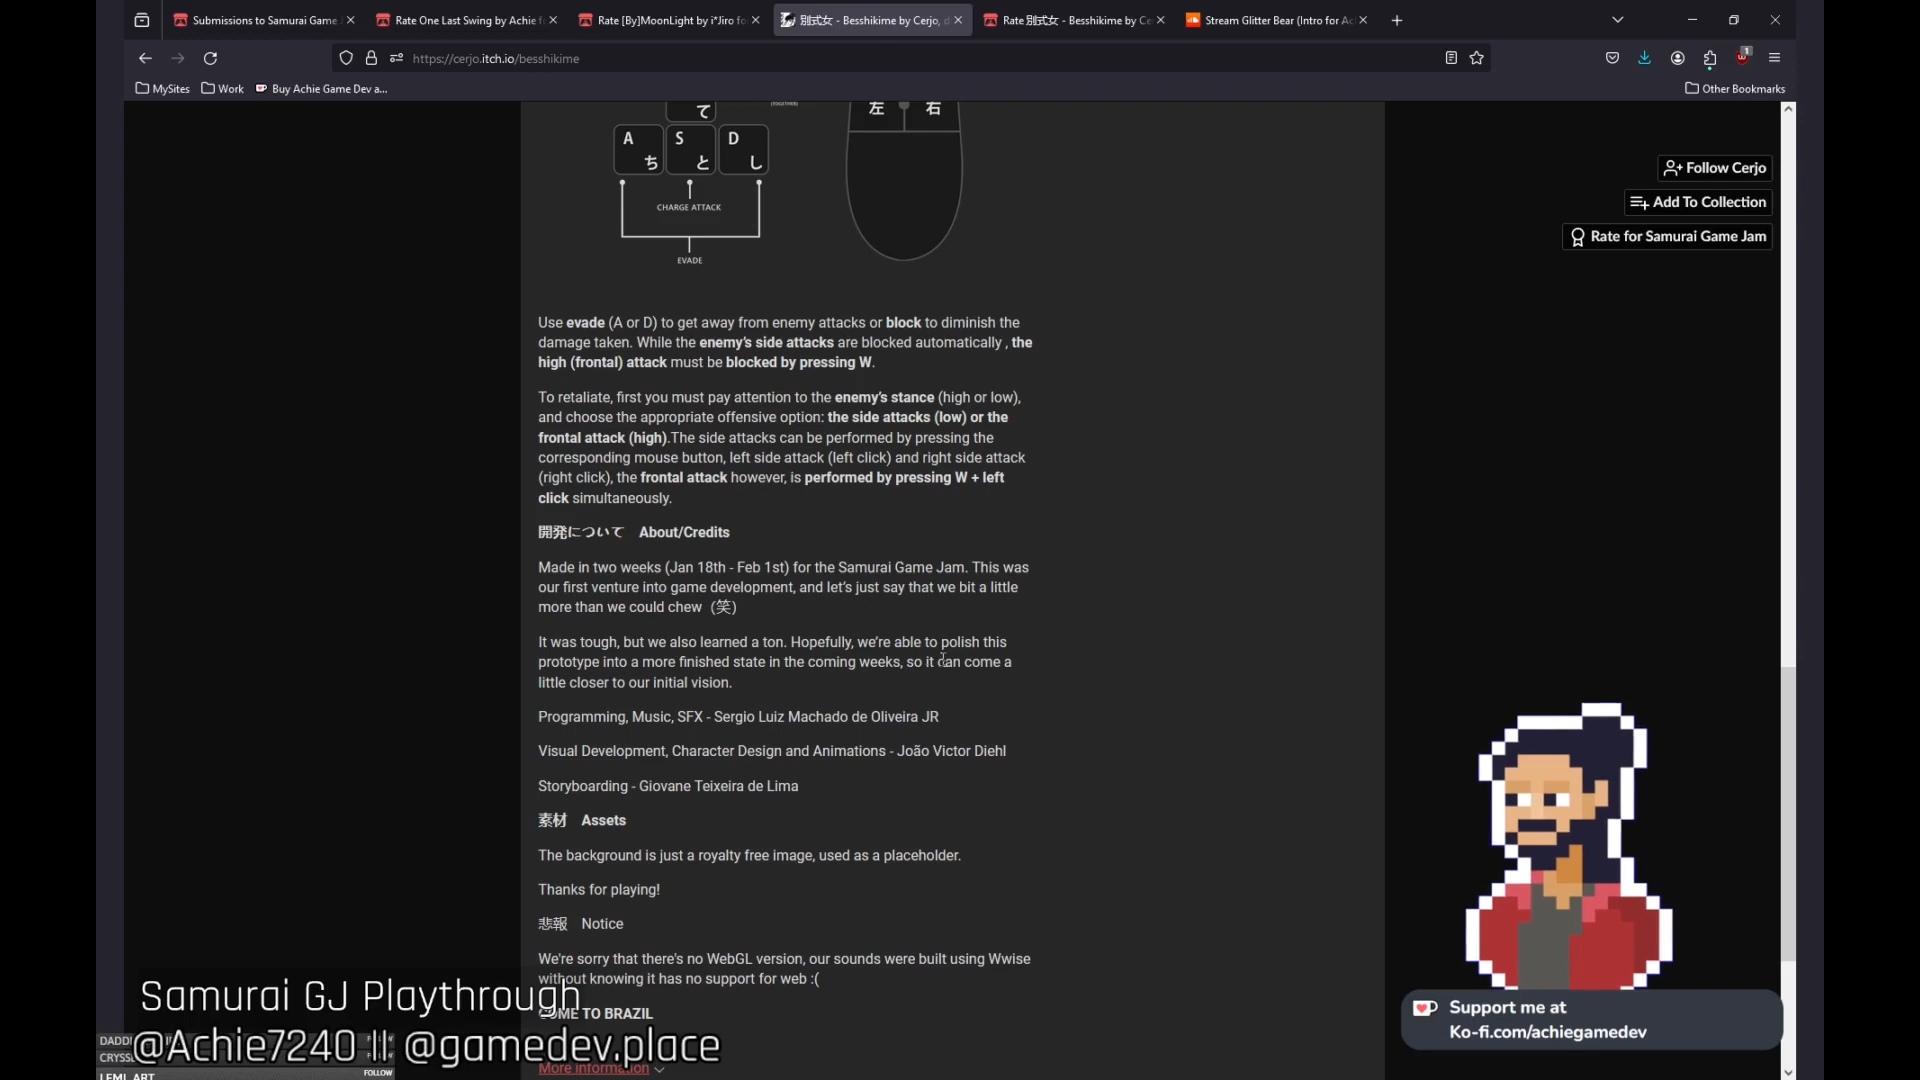 Submissions to Samurai Game
Rate One Last Swing by Achie
Rate [By]MoonLight by i*Jiro fo
別式女 - Besshikime by Cerjo, d
Rate 別式女 - Besshikime by Ce
Stream Glitter Bear (Intro for Ac
https://cerjo.itch.io/besshikime
1
MySites
Work
Buy Achie Game Dev a...
Other Bookmarks
て
左 右
A S D
ち と し
CHARGE ATTACK
EVADE
Follow Cerjo
Add To Collection
Rate for Samurai Game Jam
Use evade (A or D) to get away from enemy attacks or block to diminish the
damage taken. While the enemy's side attacks are blocked automatically , the
high (frontal) attack must be blocked by pressing W.
To retaliate, first you must pay attention to the enemy's stance (high or low),
and choose the appropriate offensive option: the side attacks (low) or the
frontal attack (high).The side attacks can be performed by pressing the
corresponding mouse button, left side attack (left click) and right side attack
(right click), the frontal attack however, is performed by pressing W + left
click simultaneously.
開発について About/Credits
Made in two weeks (Jan 18th - Feb 1st) for the Samurai Game Jam. This was
our first venture into game development, and let's just say that we bit a little
more than we could chew（笑）
It was tough, but we also learned a ton. Hopefully, we're able to polish this
prototype into a more finished state in the coming weeks, so it can come a
little closer to our initial vision.
Programming, Music, SFX - Sergio Luiz Machado de Oliveira JR
Visual Development, Character Design and Animations - João Victor Diehl
Storyboarding - Giovane Teixeira de Lima
素材 Assets
The background is just a royalty free image, used as a placeholder.
Thanks for playing!
悲報 Notice
We're sorry that there's no WebGL version, our sounds were built using Wwise
without knowing it has no support for web :(
COME TO BRAZIL
More information
Samurai GJ Playthrough
@Achie7240 || @gamedev.place
FOLLOW
LEMI_ART
Support me at
Ko-fi.com/achiegamedev